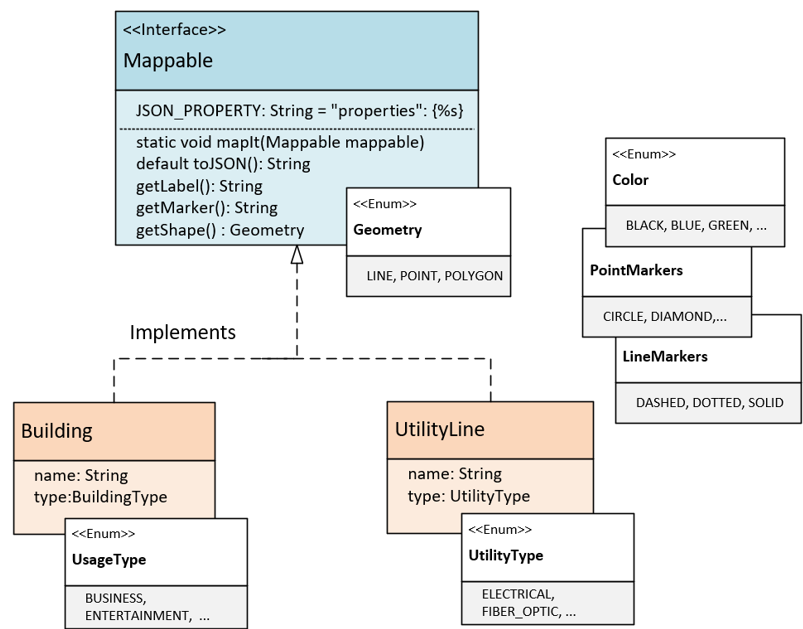 <<Interface>>
Mappable
JSON_PROPERTY: String = "properties": {%s}
static void mapIt(Mappable mappable)
default toJSON(): String
getLabel(): String
getMarker(): String
getShape() : Geometry
<<Enum>>
Geometry
LINE, POINT, POLYGON
<<Enum>>
Color
BLACK, BLUE, GREEN, ...
PointMarkers
CIRCLE, DIAMOND,...
LineMarkers
DASHED, DOTTED, SOLID
Implements
Building
name: String
type:BuildingType
<<Enum>>
UsageType
BUSINESS,
ENTERTAINMENT, ...
UtilityLine
name: String
type: UtilityType
<<Enum>>
UtilityType
ELECTRICAL,
FIBER_OPTIC, ...